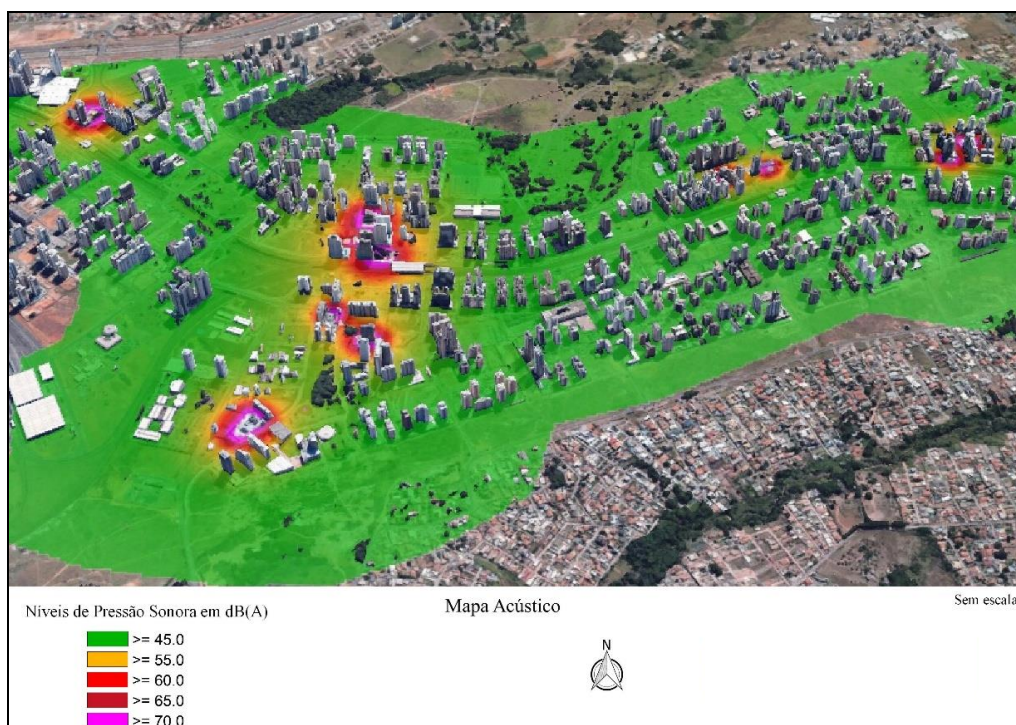 Níveis de Pressão Sonora em dB(A)
Mapa Acústico
Sem escala
N
>= 45.0
>= 55.0
>= 60.0
>= 65.0
>= 70.0